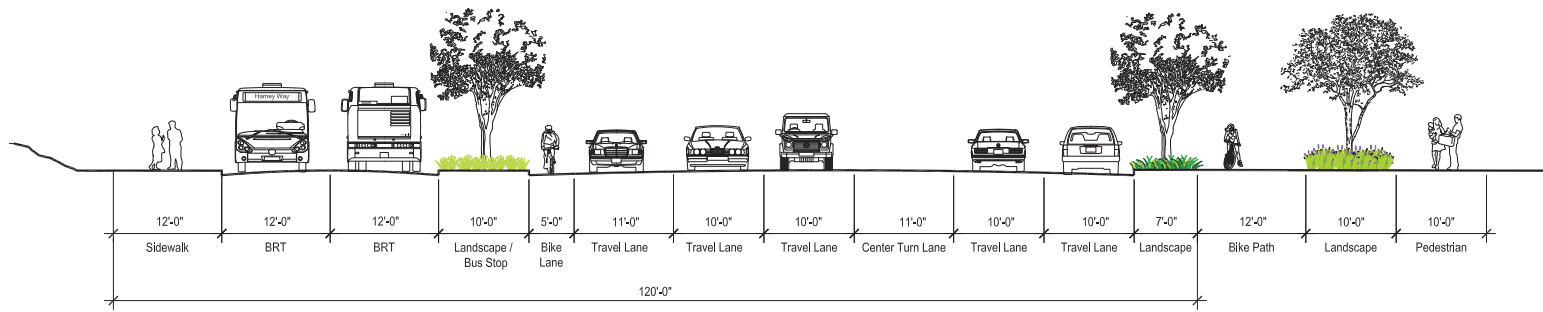 Harney Way
12'-0"
12'-0"
12'-0"
10'-0"
5'-0"
11'-0"
10'-0"
10'-0"
11'-0"
10'-0"
10'-0"
7'-0"
12'-0"
10'-0"
10'-0"
Sidewalk
BRT
BRT
Landscape /
Bus Stop
Bike
Lane
Travel Lane
Travel Lane
Travel Lane
Center Turn Lane
Travel Lane
Travel Lane
Landscape
Bike Path
Landscape
Pedestrian
120'-0"